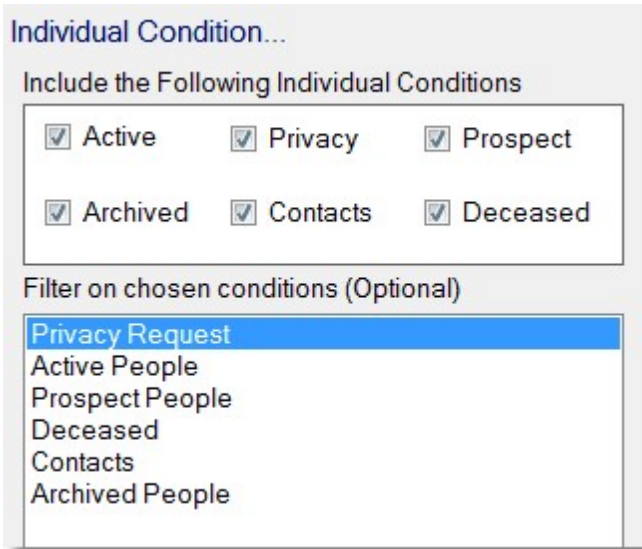 Individual Condition...
Include the Following Individual Conditions
Active Privacy Prospect
Archived Contacts Deceased
Filter on chosen conditions (Optional)
Privacy Request
Active People
Prospect People
Deceased
Contacts
Archived People